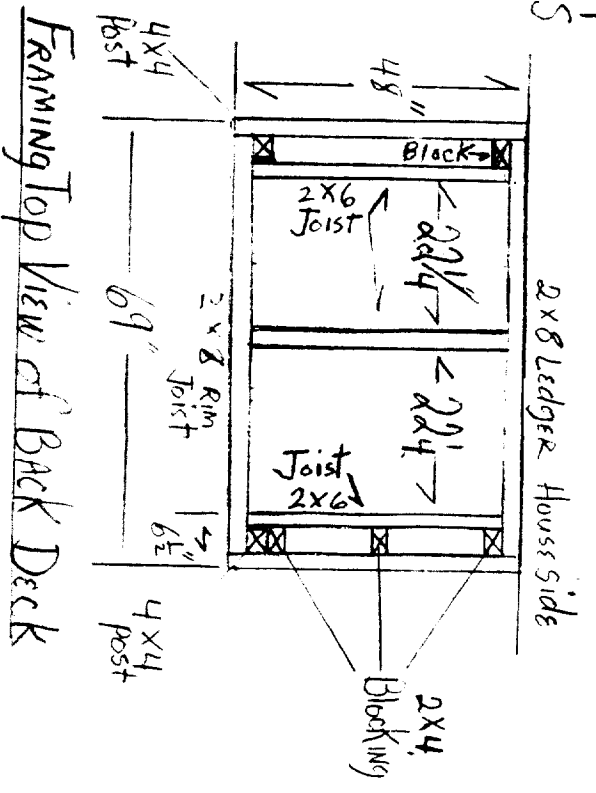 2x8 LEDGER HOUSE SIDE
48"
Block
22 1/4
22 1/4
2x6
Joist
Joist
2x6
2x4
Blocking
2x8 RIM
Joist
6 1/2"
4x4
Post
69"
4x4
post
FRAMING TOP VIEW of BACK DECK